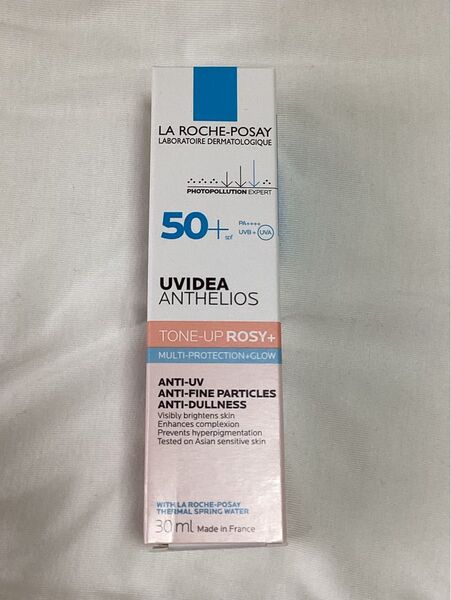 LA ROCHE-POSAY
LABORATOIRE DERMATOLOGIQUE
PHOTOPOLLUTION EXPERT
50+ spf
PA++++
UVB + UVA
UVIDEA
ANTHELIOS
TONE-UP ROSY+
MULTI-PROTECTION+GLOW
ANTI-UV
ANTI-FINE PARTICLES
ANTI-DULLNESS
Visibly brightens skin
Enhances complexion
Prevents hyperpigmentation
Tested on Asian sensitive skin
WITH LA ROCHE-POSAY
THERMAL SPRING WATER
30 ml Made in France